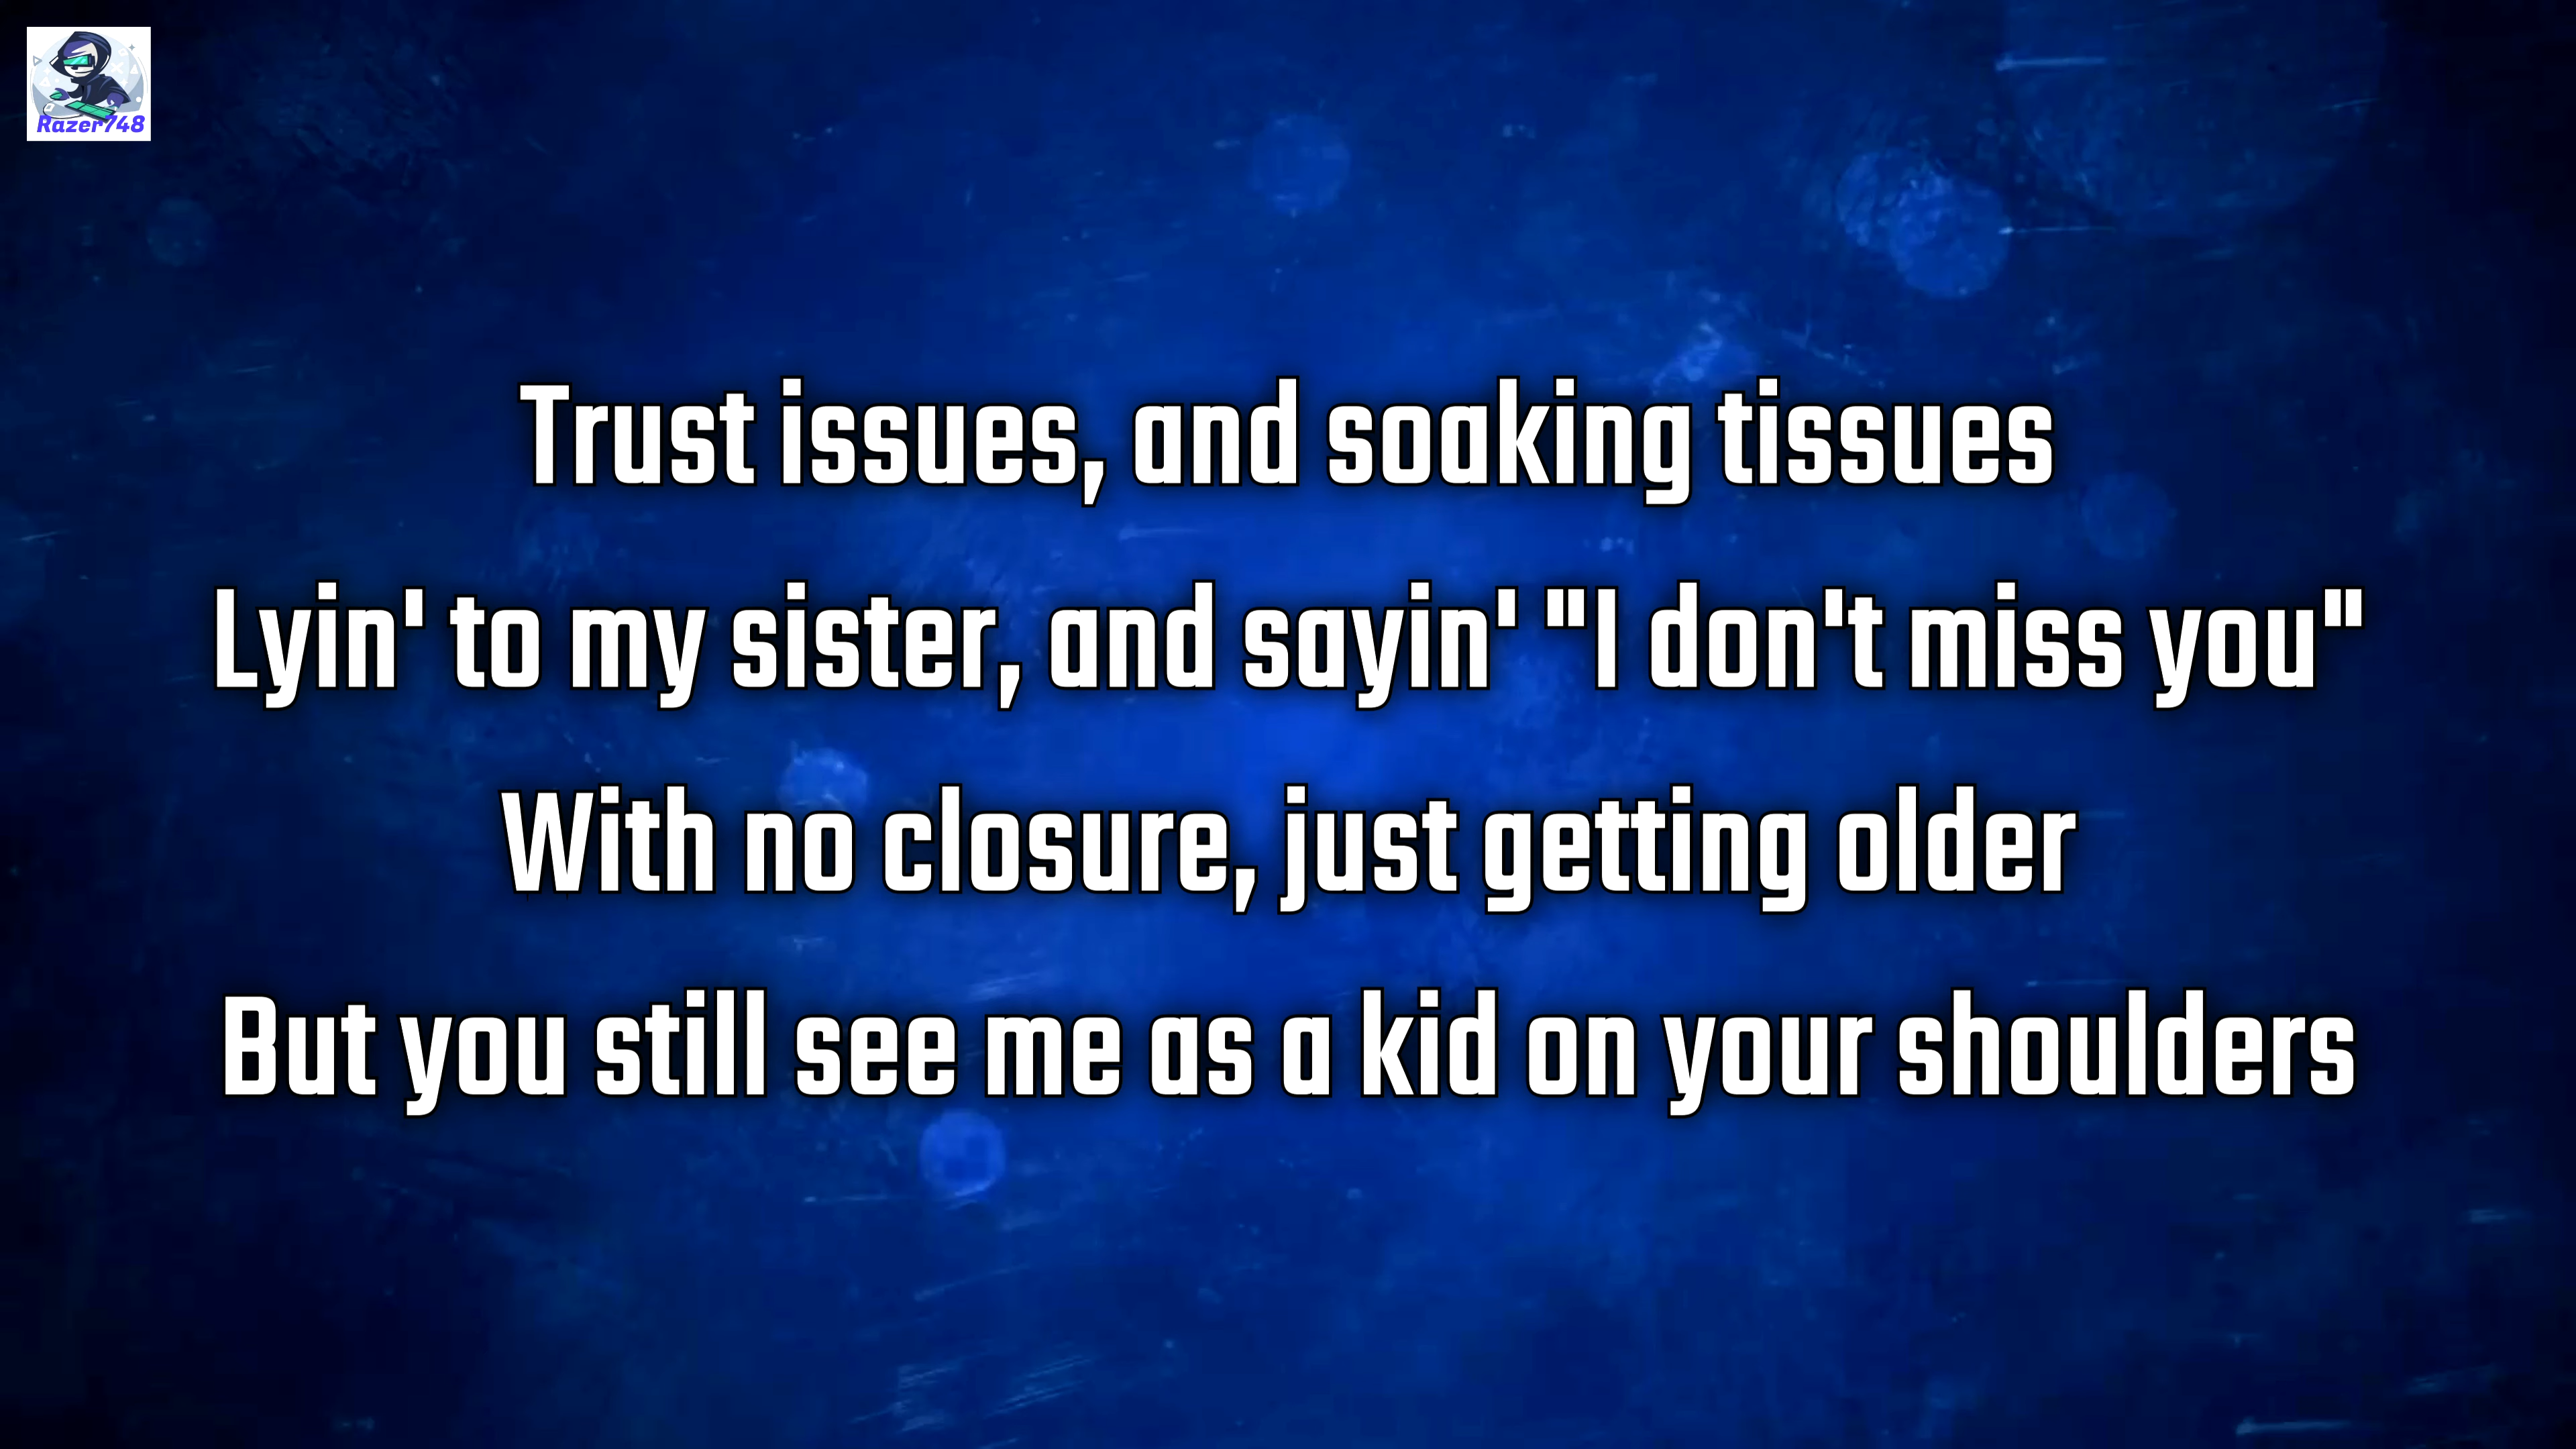 Razer748
Trust issues, and soaking tissues
Lyin' to my sister, and sayin' "I don't miss you"
With no closure, just getting older
But you still see me as a kid on your shoulders